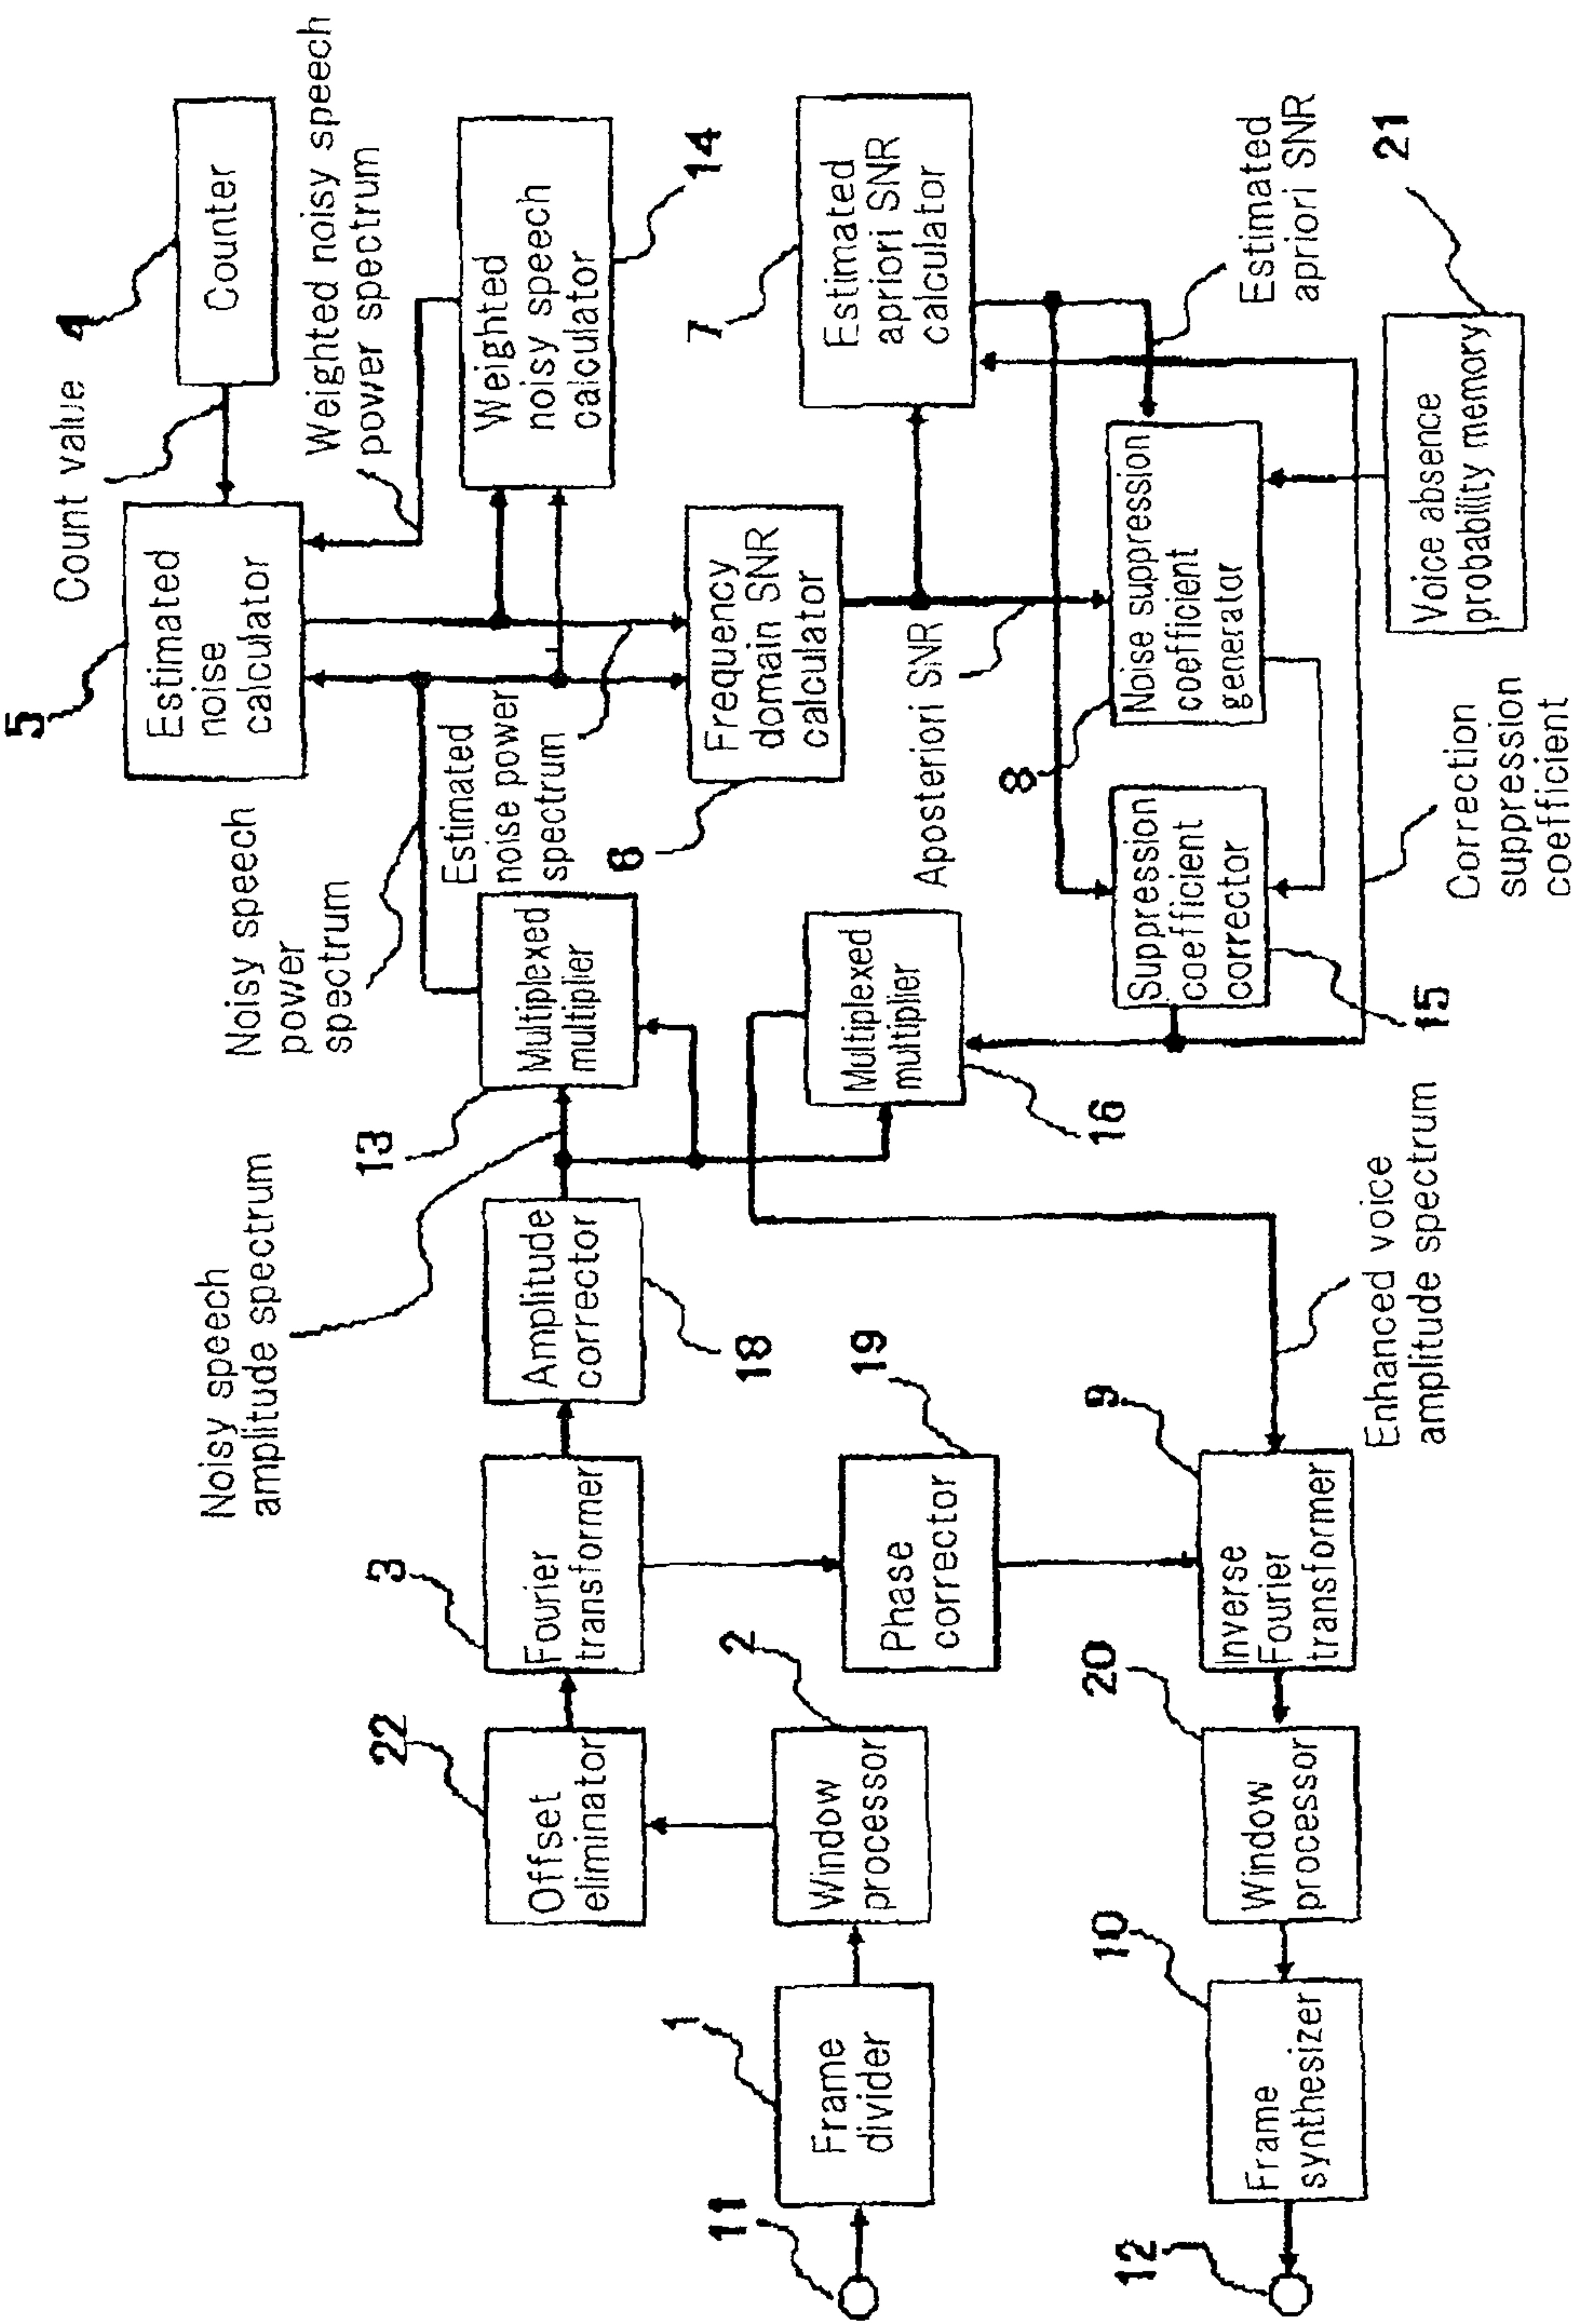 5
Estimated
noise
calculator
Count value
4
Counter
Weighted noisy speech
power spectrum
Weighted
noisy speech
calculator
14
Noisy speech
power
spectrum
Estimated
noise power
spectrum
Noisy speech
amplitude spectrum
13
Multiplexed
multiplier
6
Frequency
domain SNR
calculator
7
Estimated
apriori SNR
calculator
Aposteriori SNR
Estimated
apriori SNR
22
Offset
eliminator
3
Fourier
transformer
Amplitude
corrector
18
Multiplexed
multiplier
16
8
Noise suppression
coefficient
generator
Suppression
coefficient
corrector
15
21
Voice absence
probability memory
Correction
suppression
coefficient
11
1
Frame
divider
2
Window
processor
19
Phase
corrector
Enhanced voice
amplitude spectrum
12
10
Frame
synthesizer
20
Window
processor
9
Inverse
Fourier
transformer